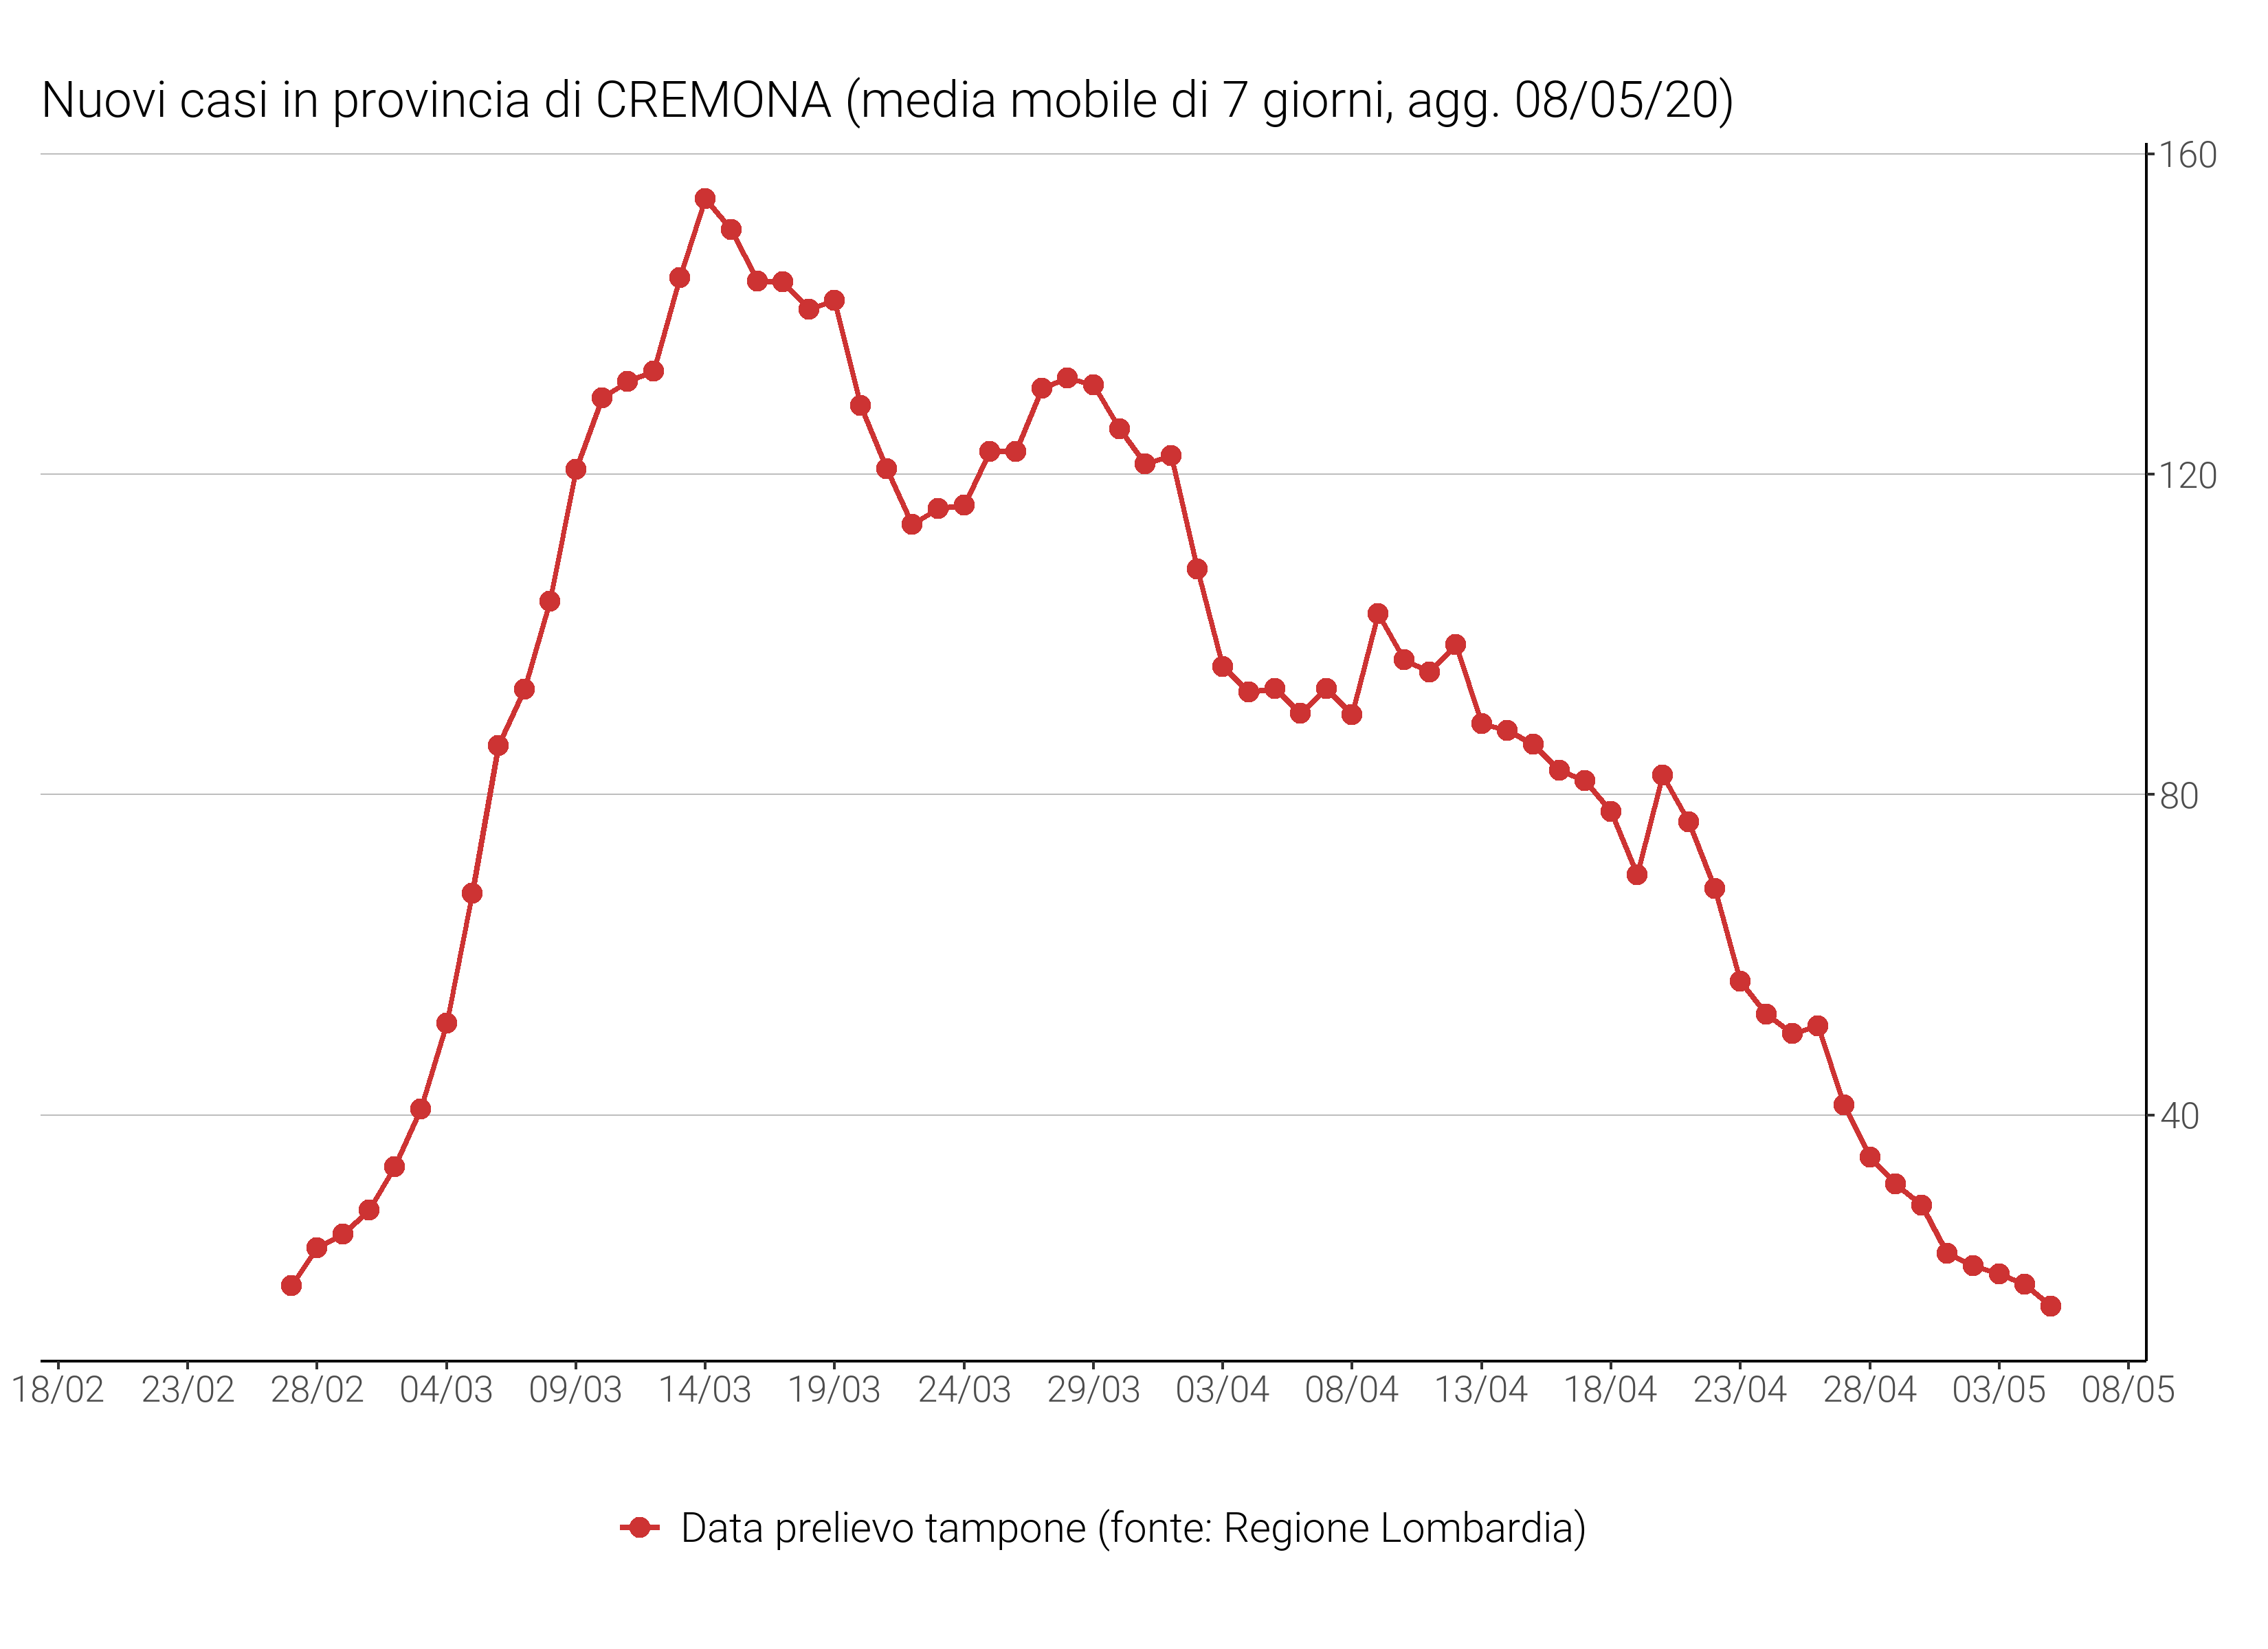 Nuovi casi in provincia di CREMONA (media mobile di 7 giorni, agg. 08/05/20)
160
120
80
40
18/02 23/02 28/02 04/03 09/03 14/03 19/03 24/03 29/03 03/04 08/04 13/04 18/04 23/04 28/04 03/05 08/05
Data prelievo tampone (fonte: Regione Lombardia)